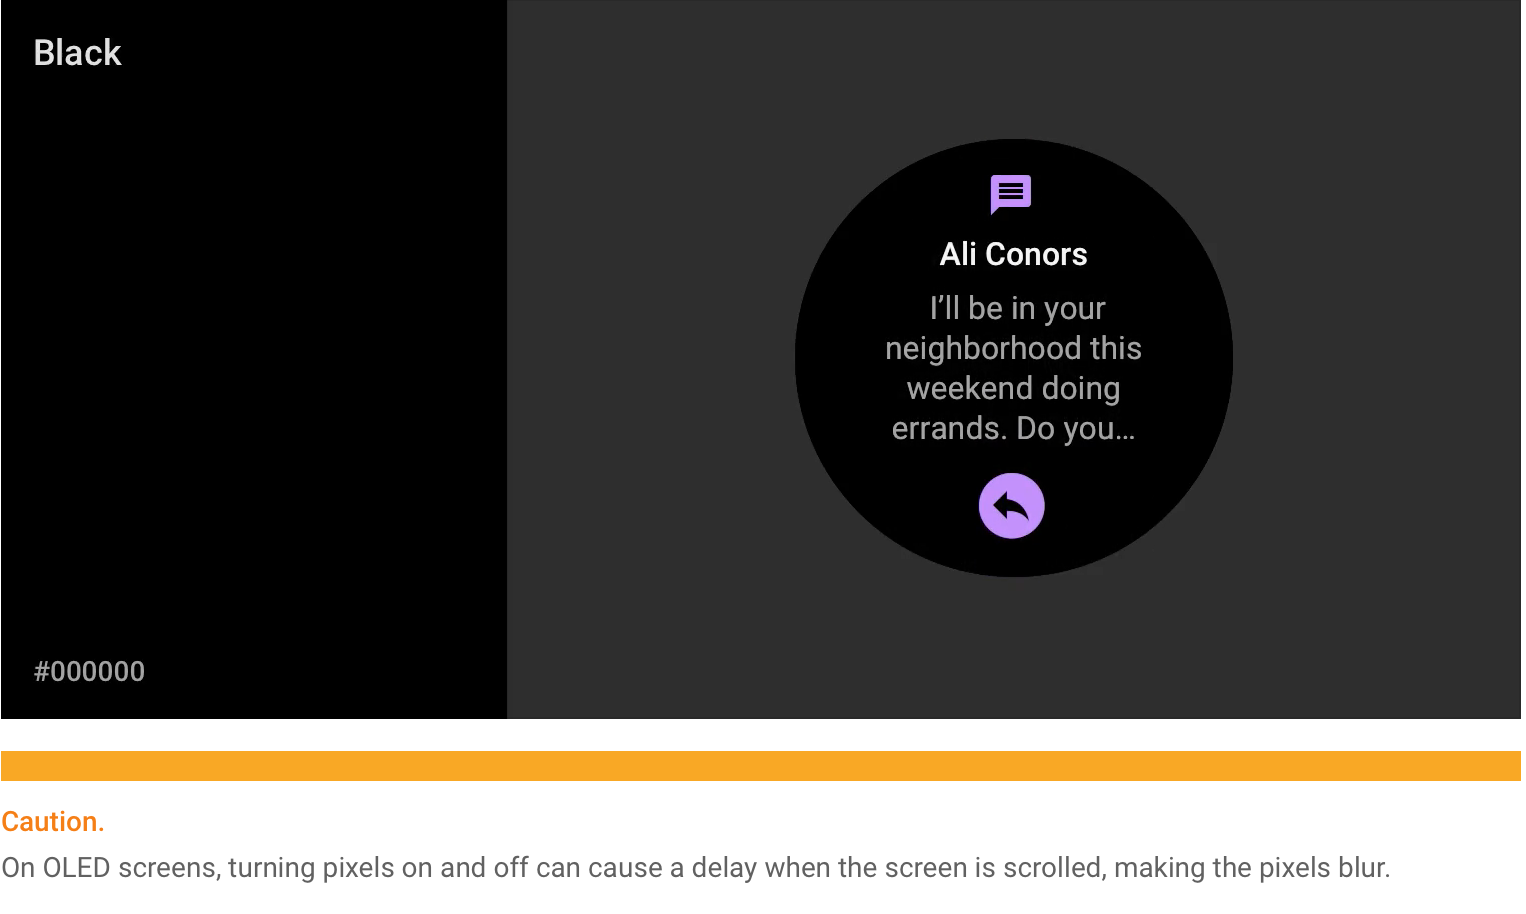 Black
#000000
Ali Conors
I’ll be in your
neighborhood this
weekend doing
errands. Do you…
Caution.
On OLED screens, turning pixels on and off can cause a delay when the screen is scrolled, making the pixels blur.